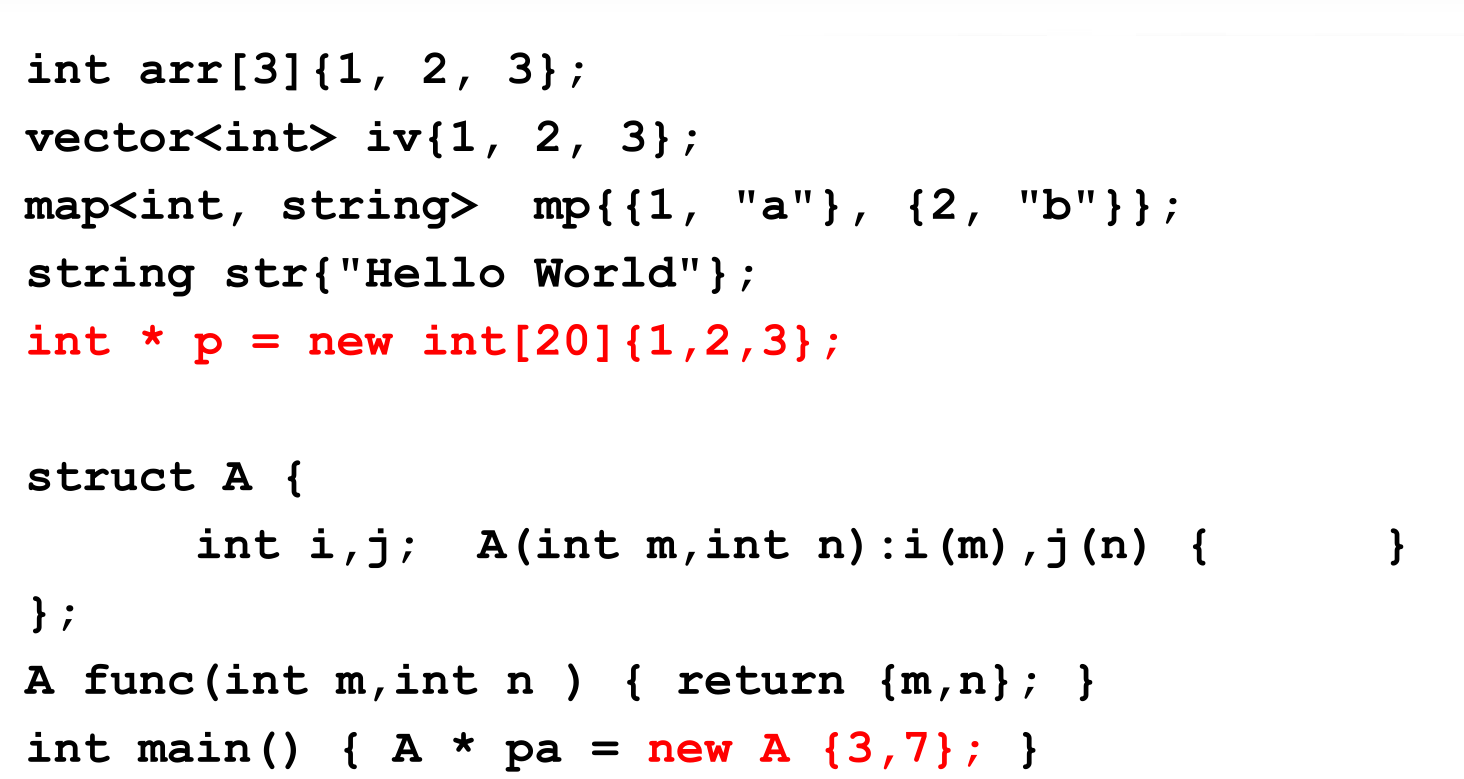 int arr[3]{1, 2, 3};
vector<int> iv{1, 2, 3};
map<int, string>  mp{{1, "a"}, {2, "b"}};
string str{"Hello World"};
int * p = new int[20]{1,2,3};
struct A {
      int i,j;  A(int m,int n):i(m),j(n) {      }
};
A func(int m,int n ) { return {m,n}; }
int main() { A * pa = new A {3,7}; }